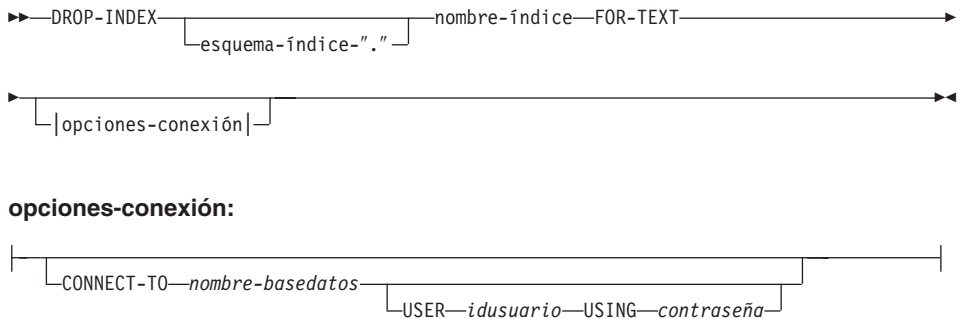 DROP-INDEX nombre-índice FOR-TEXT
esquema-índice-"."
|opciones-conexión|
opciones-conexión:
CONNECT-TO nombre-basedatos
USER idusuario USING contraseña